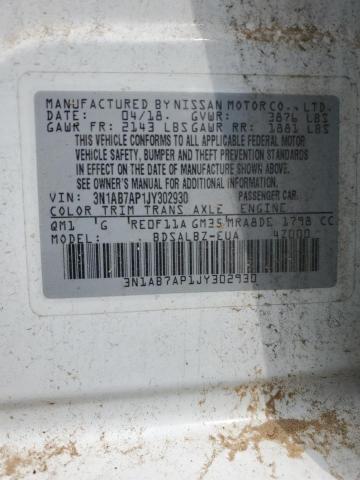 MANUFACTURED BY NISSAN MOTOR CO., LTD.
DATE: 04/18. GVWR: 3876 LBS
GAWR FR: 2143 LBS GAWR RR: 1881 LBS
THIS VEHICLE CONFORMS TO ALL
APPLICABLE FEDERAL MOTOR VEHICLE
SAFETY, BUMPER AND THEFT PREVENTION
STANDARDS IN EFFECT ON THE DATE
OF MANUFACTURE SHOWN ABOVE.
SEE OWNER'S MANUAL FOR ADDITIONAL
INFORMATION.
VIN: 3N1AB7AP1JY302930 PASSENGER CAR
COLOR TRIM TRANS AXLE ENGINE
QM1 G RE0F11A GM35 MRA8DE 1798 CC
MODEL: BDSALBZ-EUA 4Z000
3N1AB7AP1JY302930